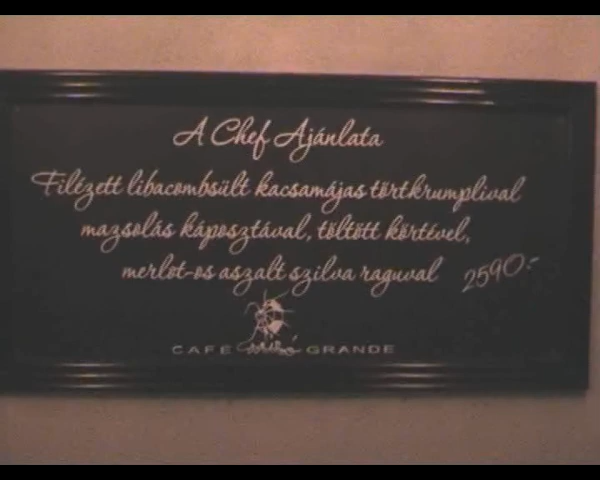 A Chef Ajánlata
Filézett libacombsült kacsamájas törtkrumplival
mazsolás káposztával, töltött körtével,
merlot-os aszalt szilva raguval 2590.-
CAFE GRANDE